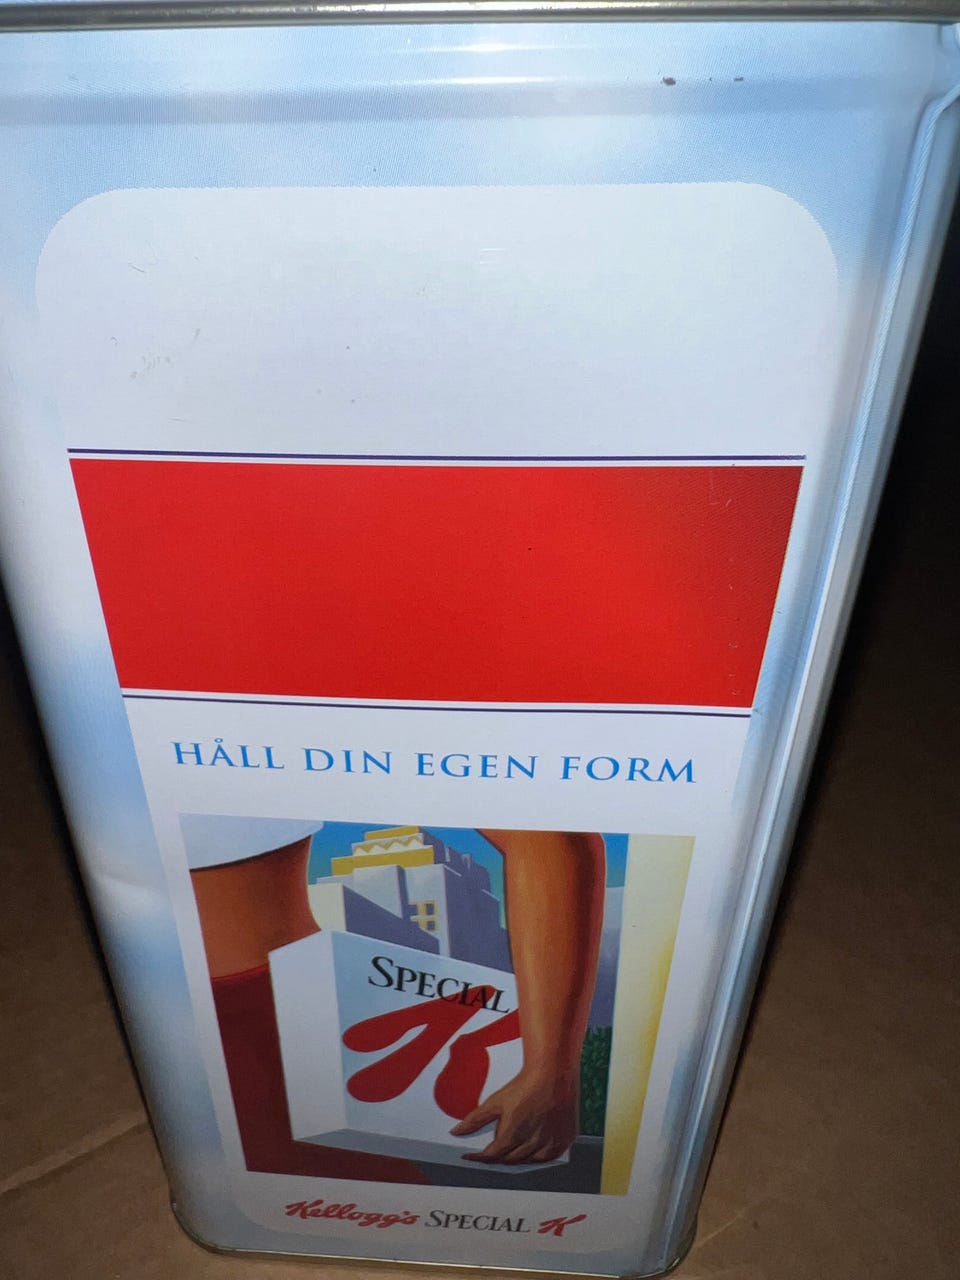 HÅLL DIN EGEN FORM
SPECIAL
K
Kellogg's SPECIAL K